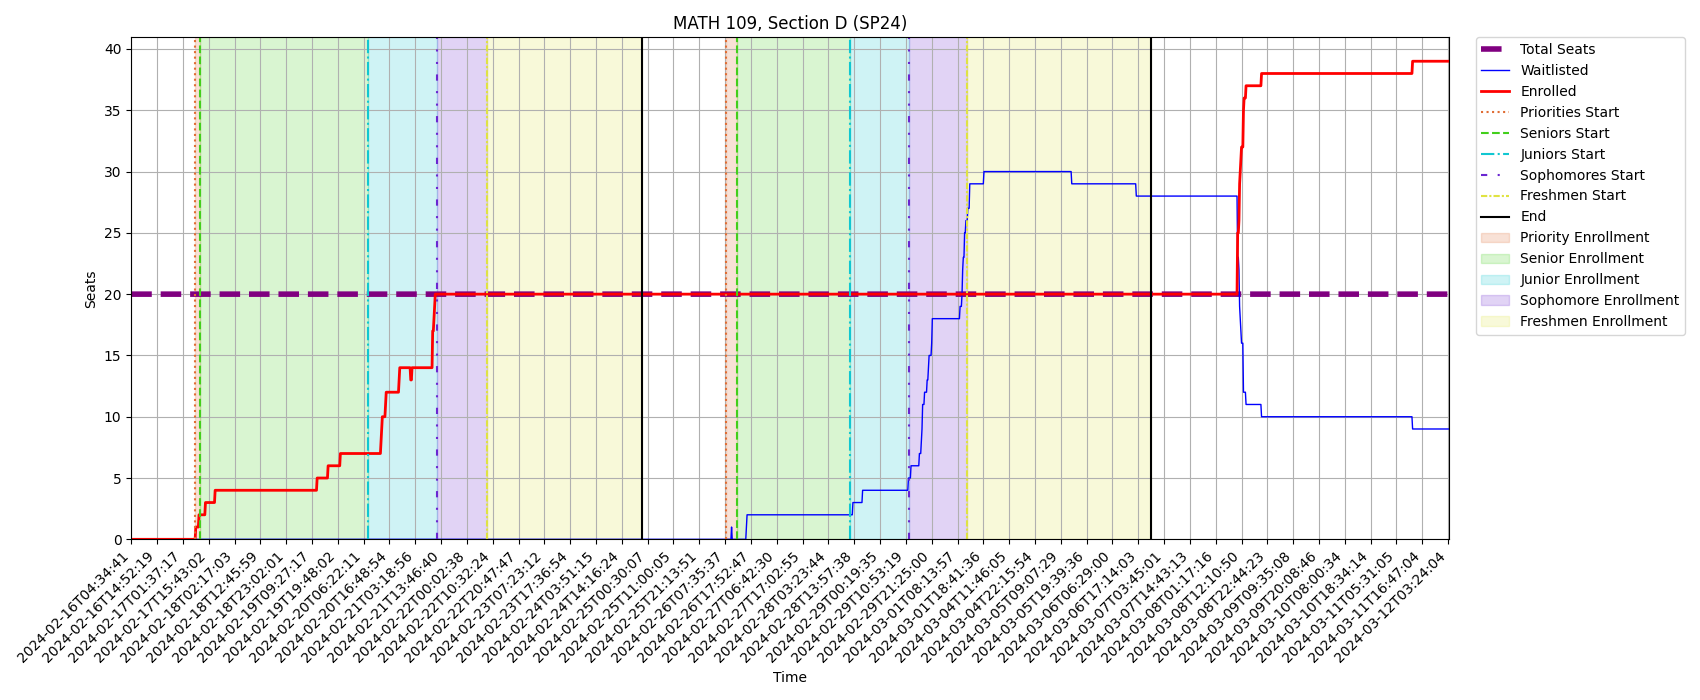 MATH 109, Section D (SP24)
40
35
30
25
20
15
10
5
0
Seats
2024-02-16T04:34:41
2024-02-16T14:52:19
2024-02-17T01:37:17
2024-02-17T15:43:02
2024-02-18T02:17:03
2024-02-18T12:45:59
2024-02-18T23:02:01
2024-02-19T09:27:17
2024-02-19T19:48:02
2024-02-20T06:22:11
2024-02-20T16:48:54
2024-02-21T03:18:56
2024-02-21T13:46:40
2024-02-22T00:02:38
2024-02-22T10:32:24
2024-02-22T20:47:47
2024-02-23T07:23:12
2024-02-23T17:36:54
2024-02-24T03:51:15
2024-02-24T14:16:24
2024-02-25T00:30:07
2024-02-25T11:00:05
2024-02-25T21:13:51
2024-02-26T07:35:37
2024-02-26T17:52:47
2024-02-27T06:42:30
2024-02-27T17:02:55
2024-02-28T03:23:44
2024-02-28T13:57:38
2024-02-29T00:19:35
2024-02-29T10:53:19
2024-02-29T21:25:00
2024-03-01T08:13:57
2024-03-01T18:41:36
2024-03-04T11:46:05
2024-03-04T22:15:54
2024-03-05T09:07:29
2024-03-05T19:39:36
2024-03-06T06:29:00
2024-03-06T17:14:03
2024-03-07T03:45:01
2024-03-07T14:43:13
2024-03-08T01:17:16
2024-03-08T12:10:50
2024-03-08T22:44:23
2024-03-09T09:35:08
2024-03-09T20:08:46
2024-03-10T08:00:34
2024-03-10T18:34:14
2024-03-11T05:31:05
2024-03-11T16:47:04
2024-03-12T03:24:04
Time
Total Seats
Waitlisted
Enrolled
Priorities Start
Seniors Start
Juniors Start
Sophomores Start
Freshmen Start
End
Priority Enrollment
Senior Enrollment
Junior Enrollment
Sophomore Enrollment
Freshmen Enrollment